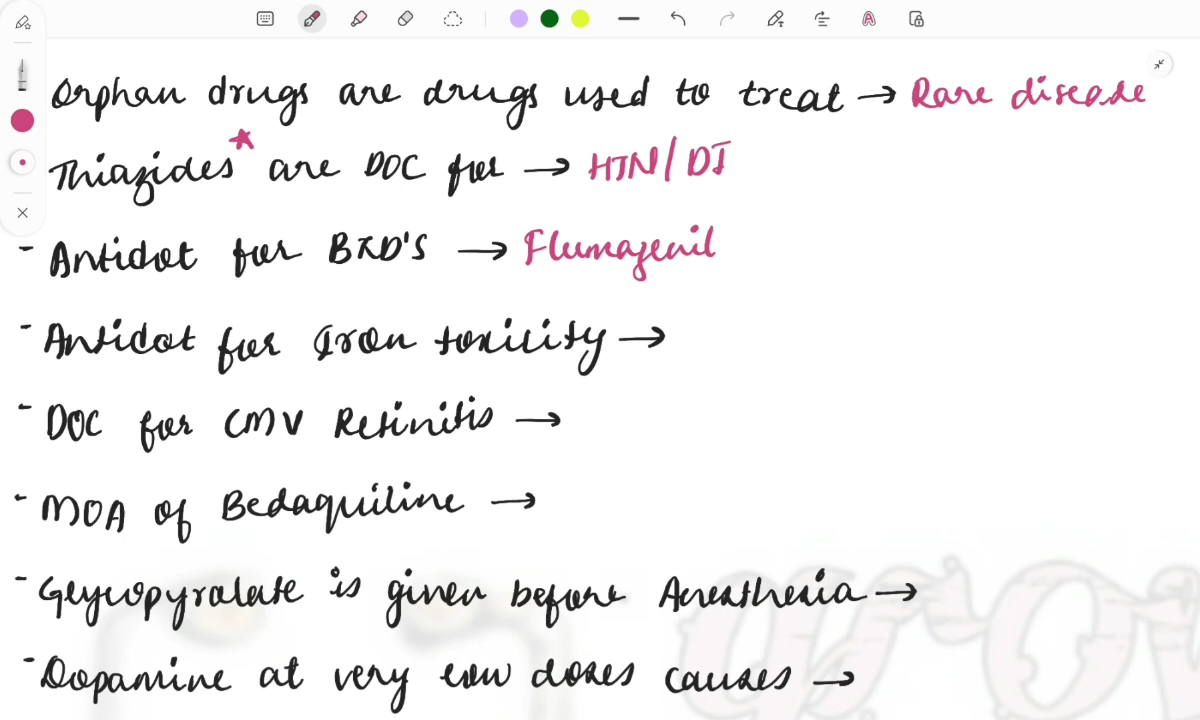 Orphan drugs are drugs used to treat → Rare disease
Thiazides* are DOC for → HTN/DI
- Antidot for BZD'S → Flumazenil
- Antidot for Iron toxicity →
- DOC for CMV Retinitis →
- MOA of Bedaquiline →
- Glycopyralate is given before Anesthesia →
- Dopamine at very low doses causes →
grow